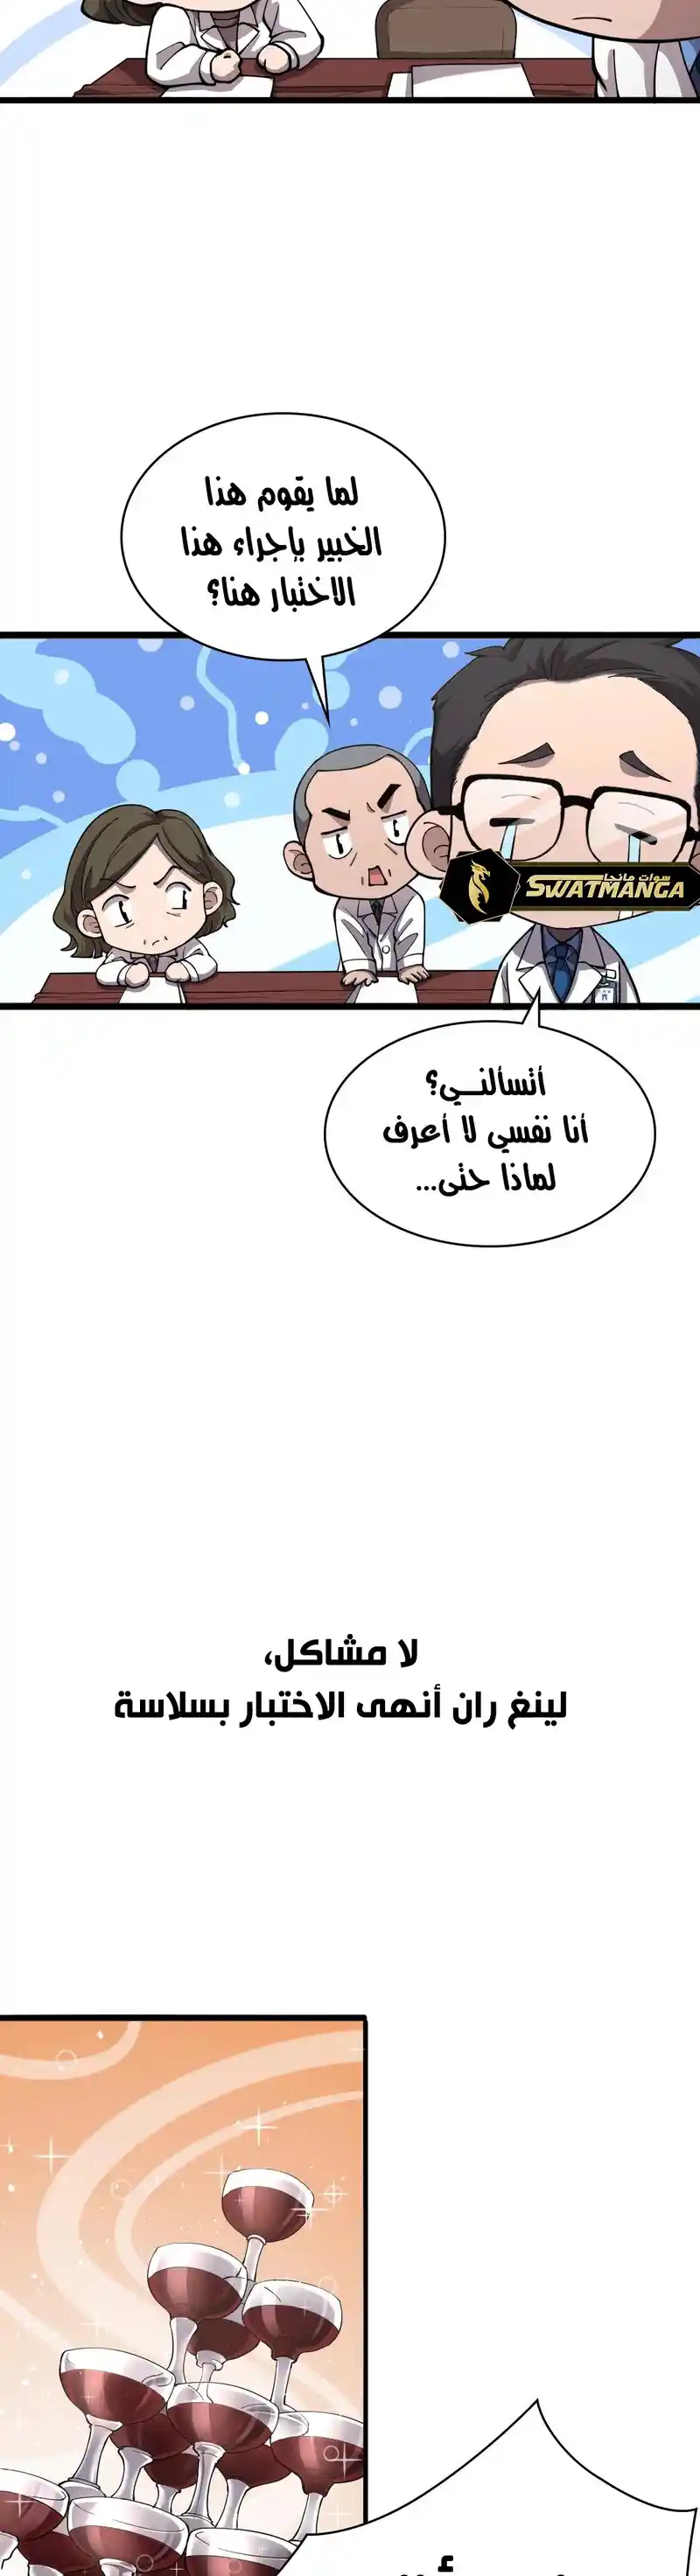 لما يقوم هذا
الخبير بإجراء هذا
الاختبار هنا؟
سوات مانجا
SWATMANGA
أتسألنـي؟
أنا نفسي لا أعرف
لماذا حتى...
لا مشاكل،
لينغ ران أنهى الاختبار بسلاسة